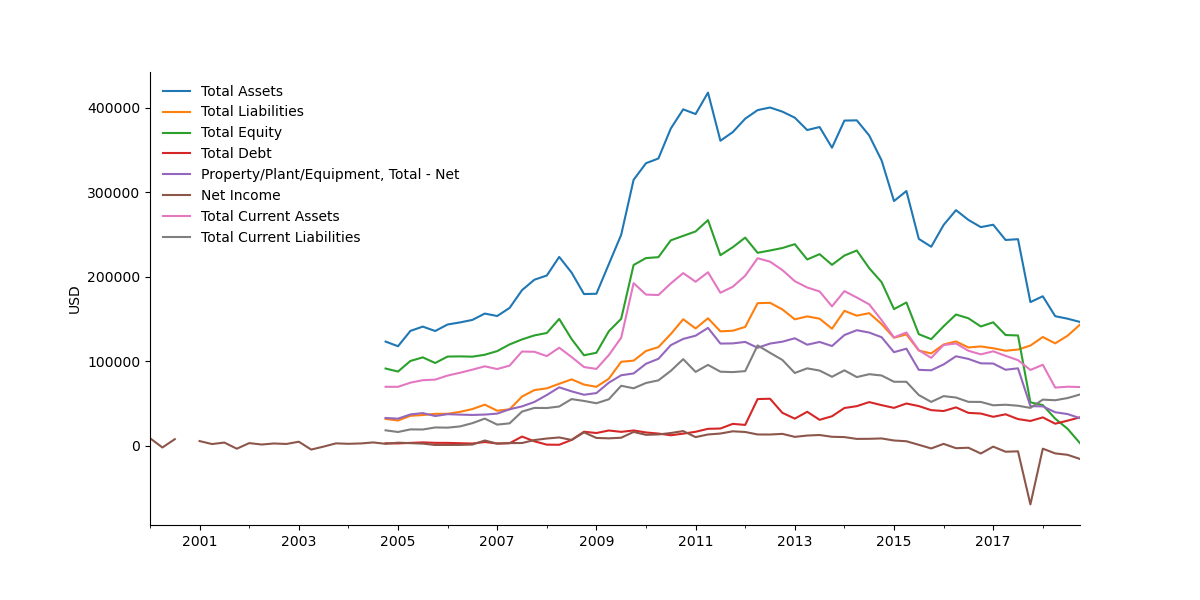 Total Assets
Total Liabilities
Total Equity
Total Debt
Property/Plant/Equipment, Total - Net
Net Income
Total Current Assets
Total Current Liabilities
USD
400000
300000
200000
100000
0
2001 2003 2005 2007 2009 2011 2013 2015 2017